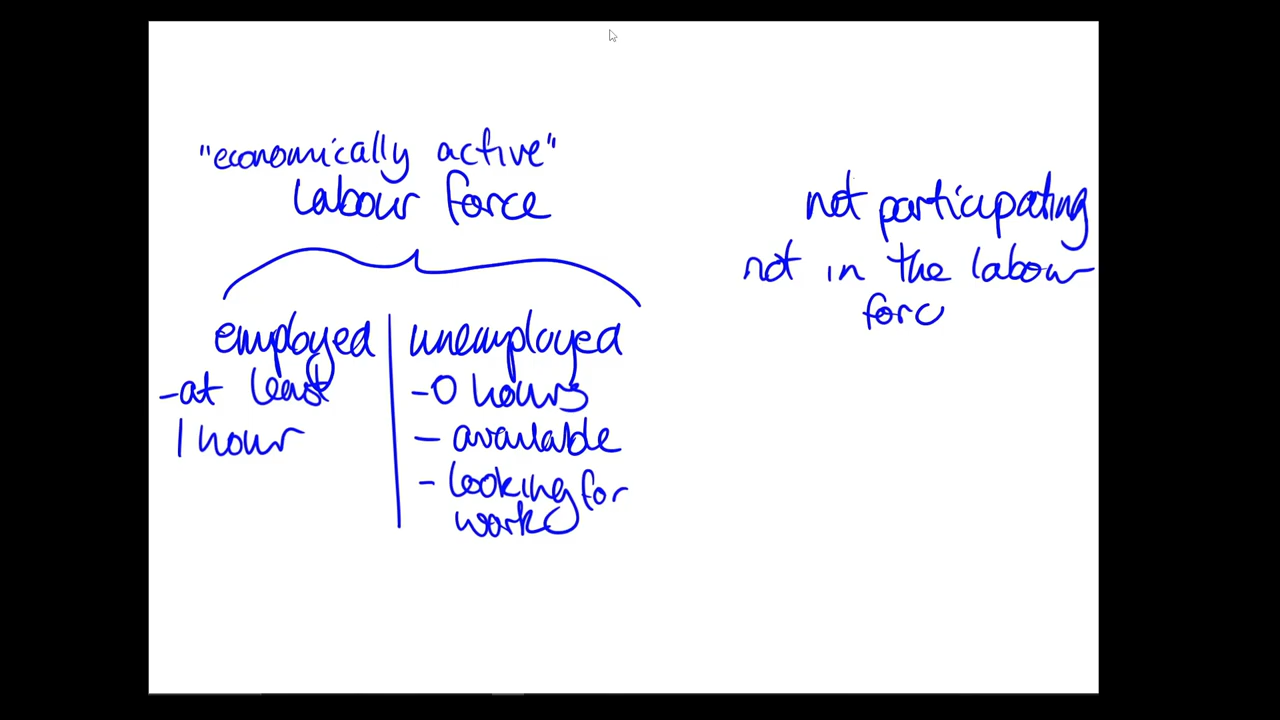 "economically active"
labour force
employed
-at least
1 hour
unemployed
-0 hours
- available
- looking for
work
not participating
not in the labour
forc